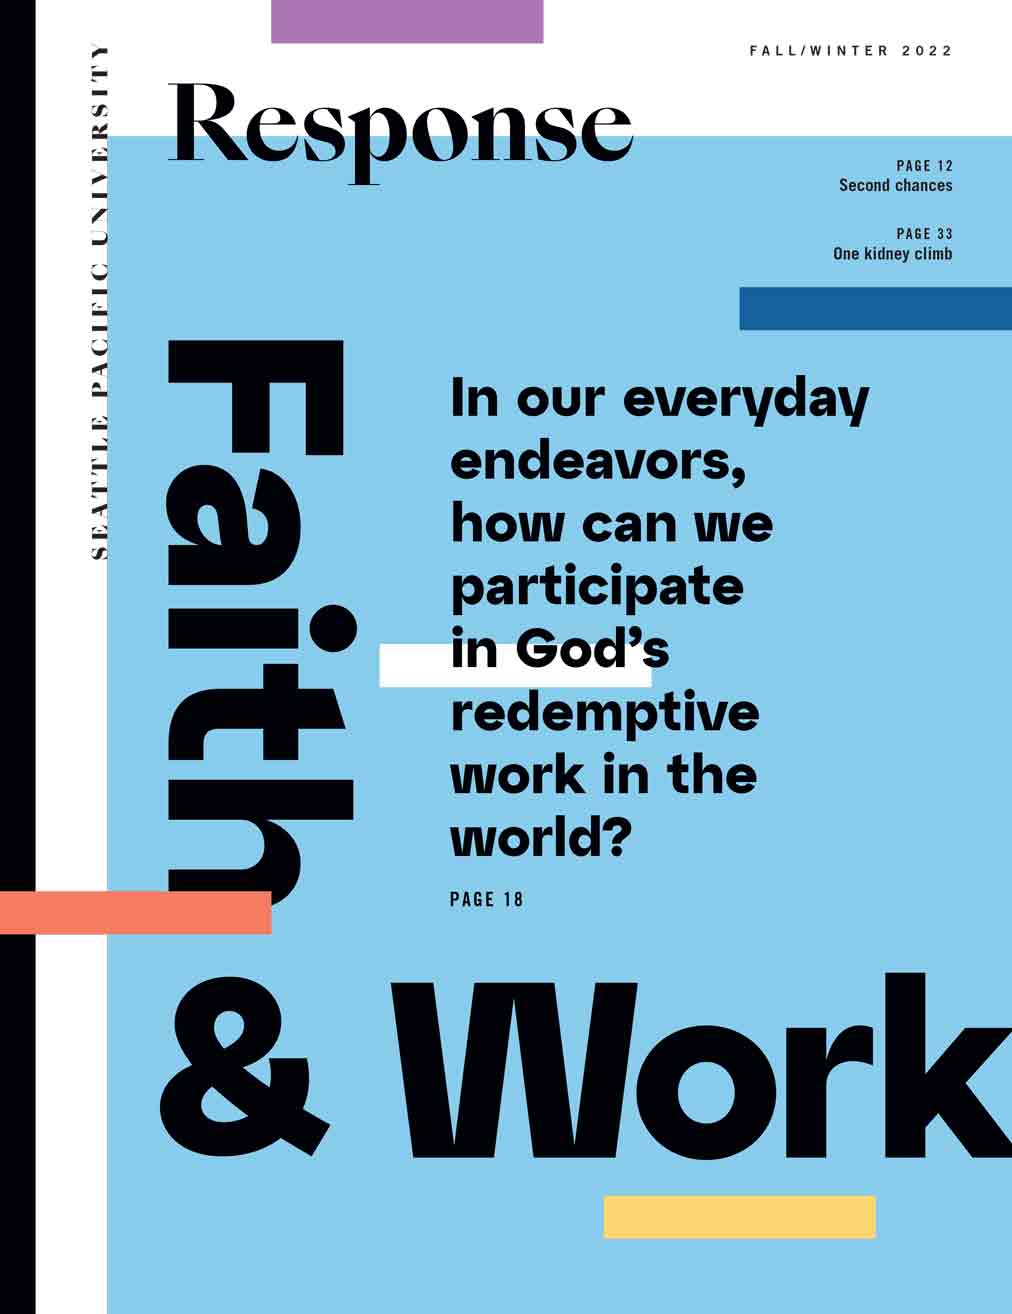 FALL/WINTER 2022
SEATTLE PACIFIC UNIVERSITY
Response
PAGE 12
Second chances
PAGE 33
One kidney climb
Faith
In our everyday
endeavors,
how can we
participate
in God’s
redemptive
work in the
world?
PAGE 18
& Work